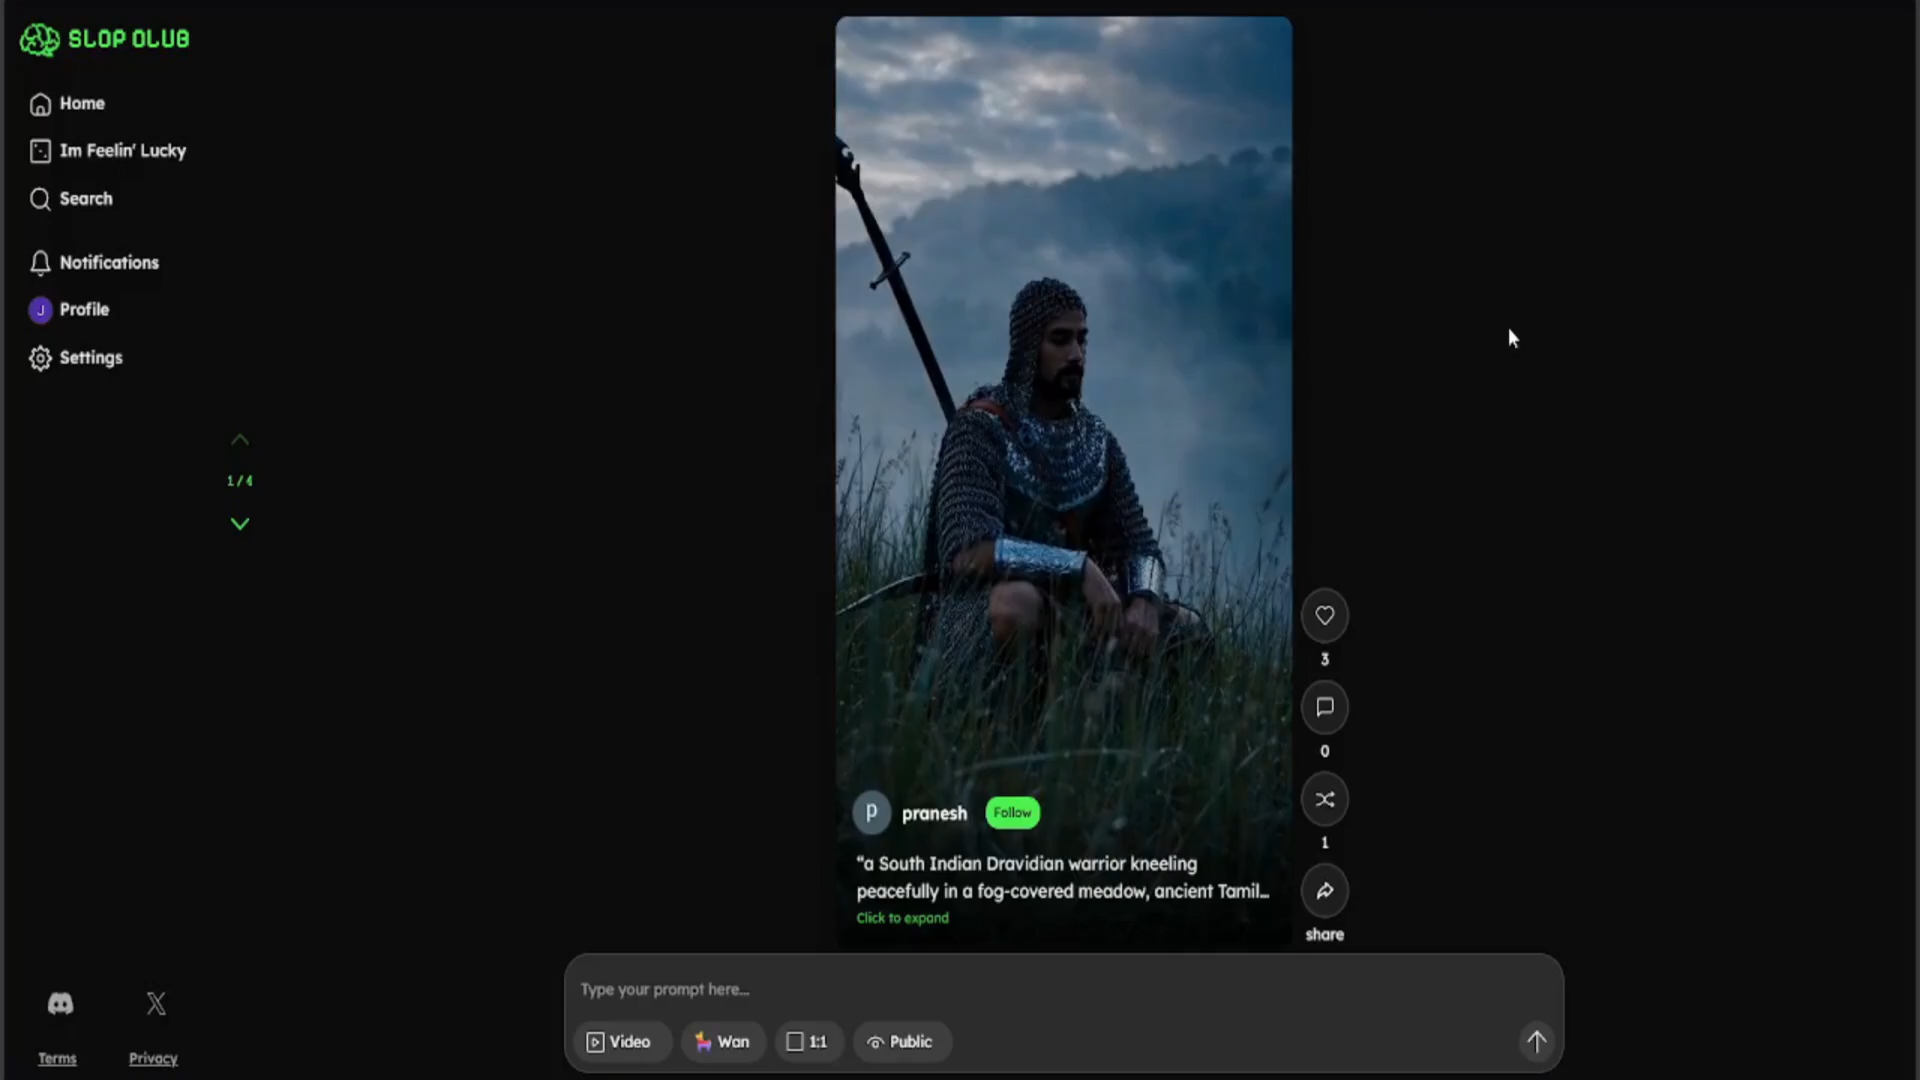 SLOP CLUB
Home
Im Feelin' Lucky
Search
Notifications
J
Profile
Settings
1/4
3
0
1
share
p
pranesh
Follow
“a South Indian Dravidian warrior kneeling
peacefully in a fog-covered meadow, ancient Tamil...
Click to expand
Type your prompt here...
Video
Wan
1:1
Public
Terms
Privacy